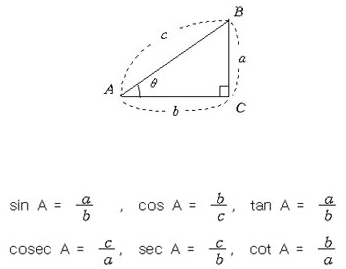 B
c
a
A
θ
b
C
sin A = a/b , cos A = b/c, tan A = a/b
cosec A = c/a, sec A = c/b, cot A = b/a